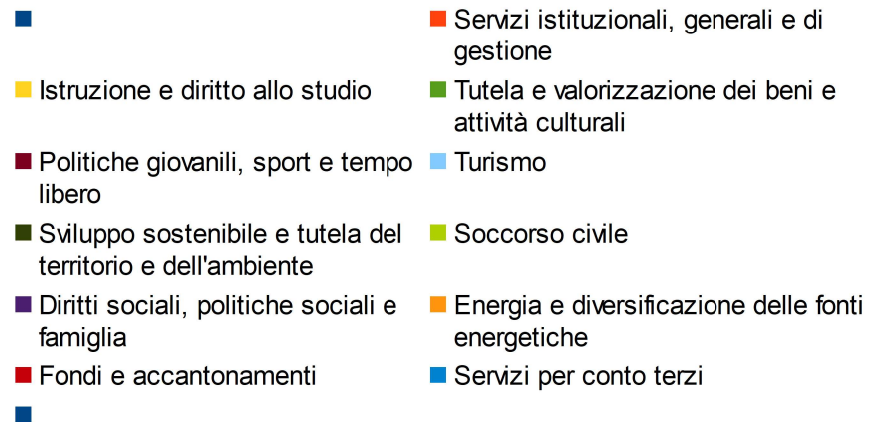 Servizi istituzionali, generali e di
gestione
Istruzione e diritto allo studio
Tutela e valorizzazione dei beni e
attività culturali
Politiche giovanili, sport e tempo
libero
Turismo
Sviluppo sostenibile e tutela del
territorio e dell'ambiente
Soccorso civile
Diritti sociali, politiche sociali e
famiglia
Energia e diversificazione delle fonti
energetiche
Fondi e accantonamenti
Servizi per conto terzi